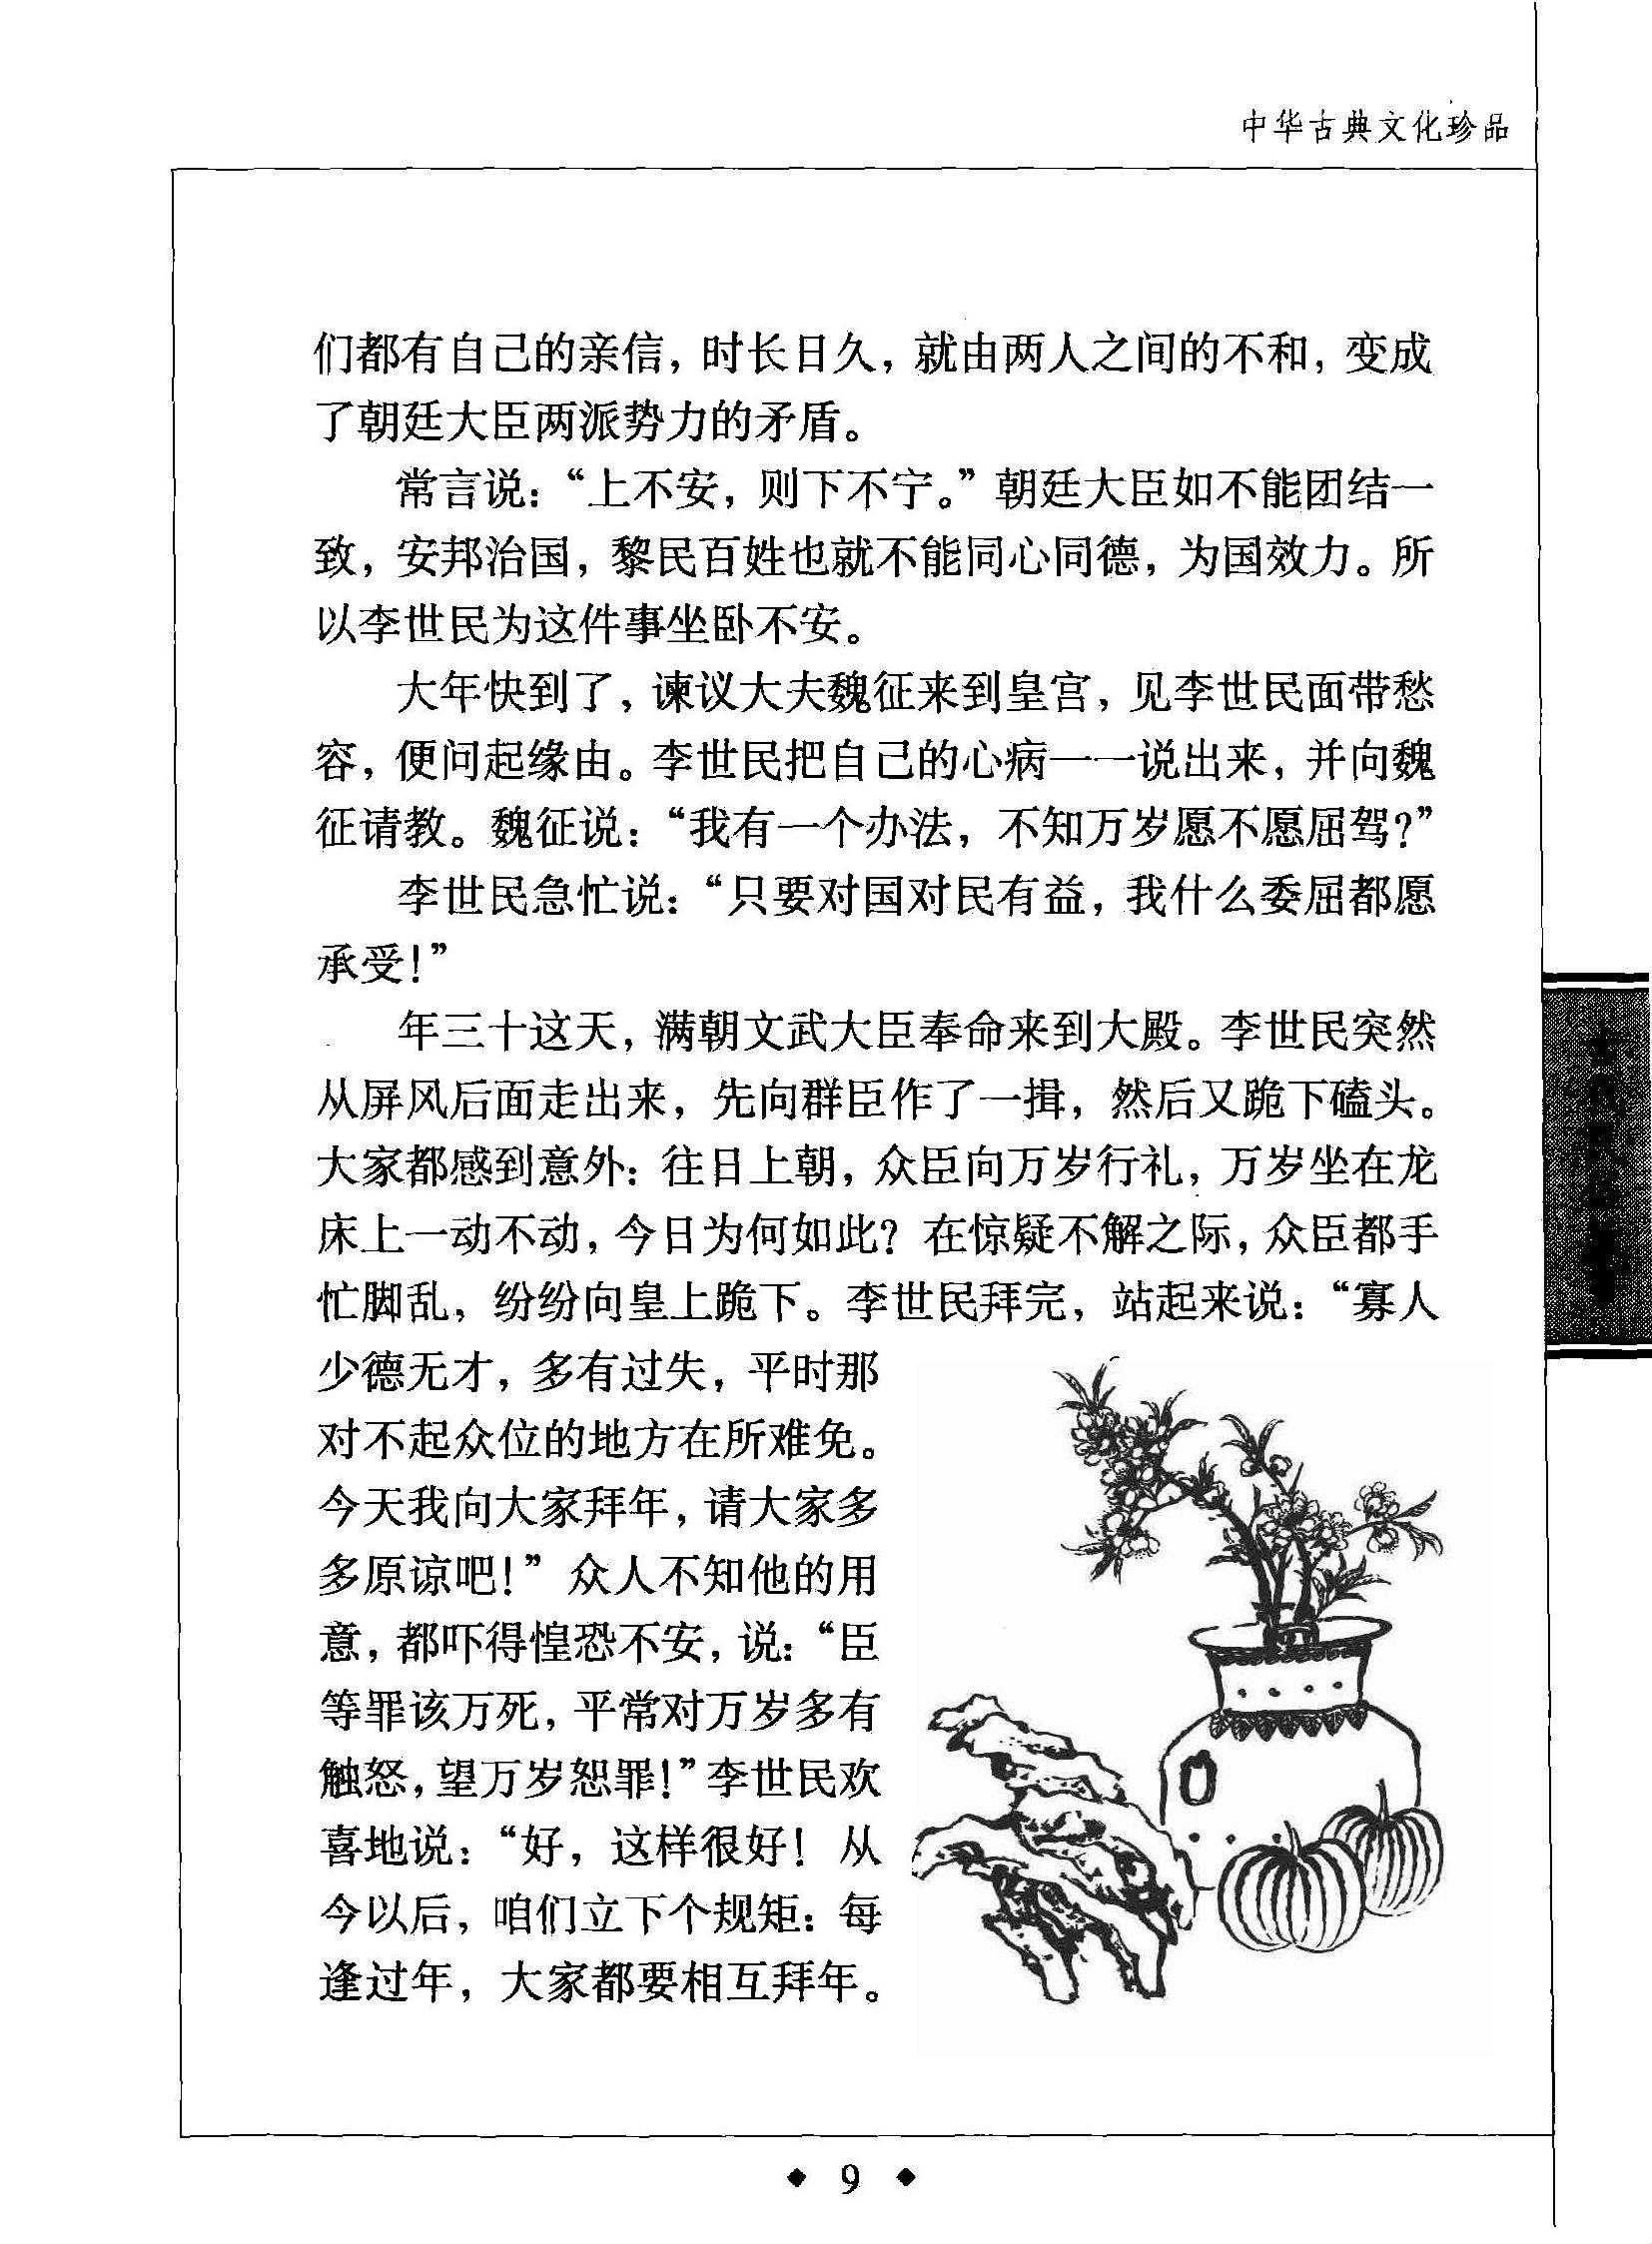 中华古典文化珍品
们都有自己的亲信，时长日久，就由两人之间的不和，变成
了朝廷大臣两派势力的矛盾。
常言说：“上不安，则下不宁。”朝廷大臣如不能团结一
致，安邦治国，黎民百姓也就不能同心同德，为国效力。所
以李世民为这件事坐卧不安。
大年快到了，谏议大夫魏征来到皇宫，见李世民面带愁
容，便问起缘由。李世民把自己的心病一一说出来，并向魏
征请教。魏征说：“我有一个办法，不知万岁愿不愿屈驾？”
李世民急忙说：“只要对国对民有益，我什么委屈都愿
承受！”
年三十这天，满朝文武大臣奉命来到大殿。李世民突然
从屏风后面走出来，先向群臣作了一揖，然后又跪下磕头。
大家都感到意外：往日上朝，众臣向万岁行礼，万岁坐在龙
床上一动不动，今日为何如此？在惊疑不解之际，众臣都手
忙脚乱，纷纷向皇上跪下。李世民拜完，站起来说：“寡人
少德无才，多有过失，平时那
对不起众位的地方在所难免。
今天我向大家拜年，请大家多
多原谅吧！”众人不知他的用
意，都吓得惶恐不安，说：“臣
等罪该万死，平常对万岁多有
触怒，望万岁恕罪！”李世民欢
喜地说：“好，这样很好！从
今以后，咱们立下个规矩：每
逢过年，大家都要相互拜年。
◆ 9 ◆